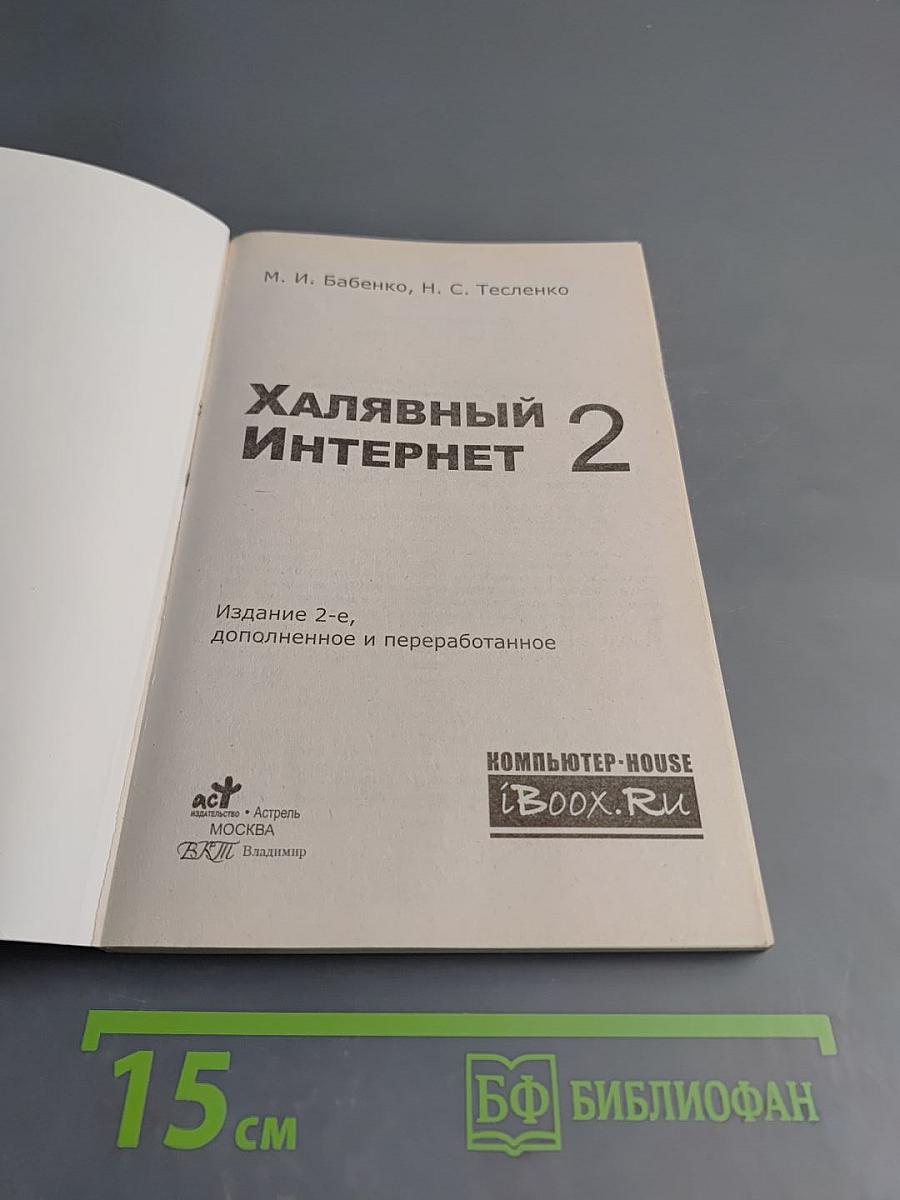 М. И. Бабенко, Н. С. Тесленко
ХАЛЯВНЫЙ
ИНТЕРНЕТ 2
Издание 2-е,
дополненное и переработанное
КОМПЬЮТЕР·HOUSE
iBoox.Ru
аст
ИЗДАТЕЛЬСТВО • Астрель
МОСКВА
ВКТ Владимир
15 см
БФ БИБЛИОФАН